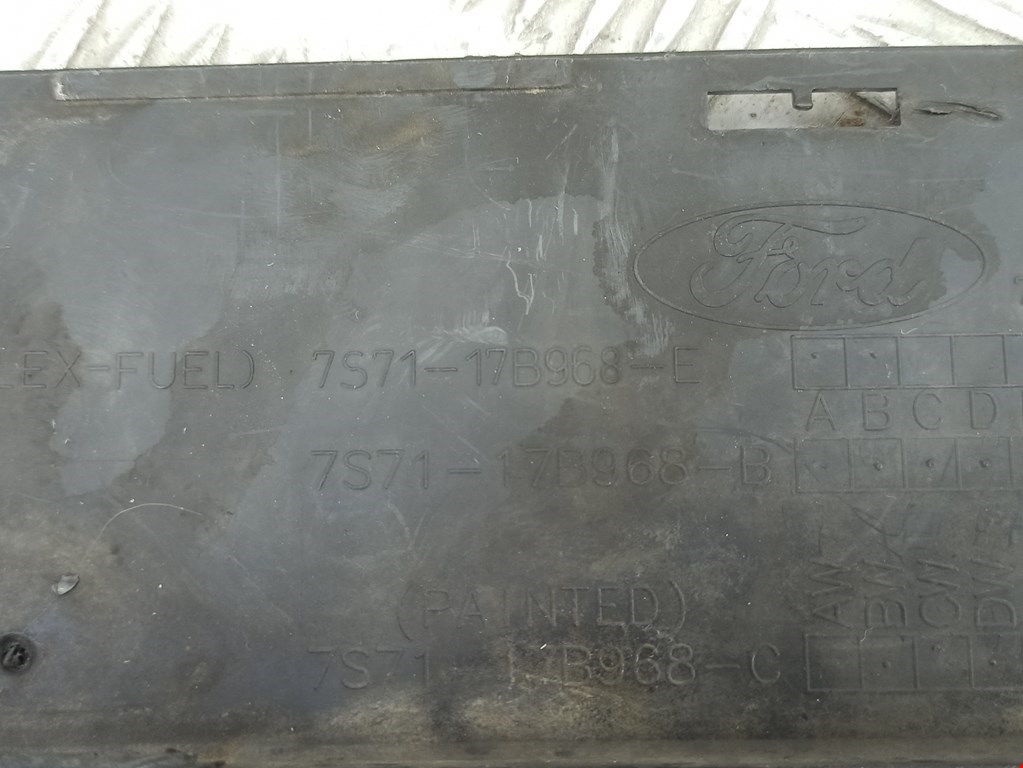 Ford
LEX-FUEL) 7S71-17B968-E
A B C D
7S71-17B968-B
AW BW CW DW
(PAINTED)
7S71-17B968-C